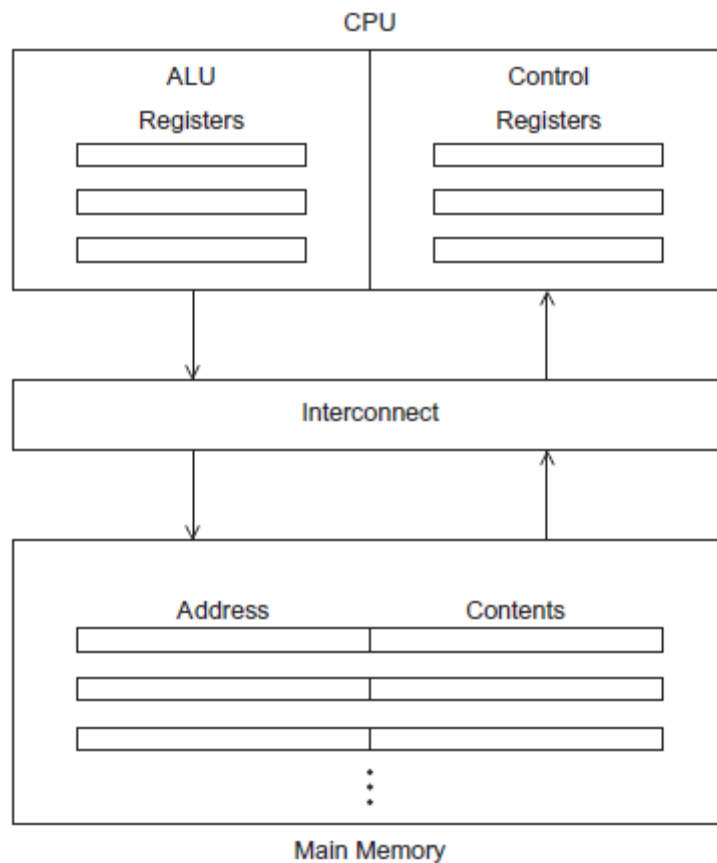 CPU
ALU
Control
Registers
Registers
Interconnect
Address
Contents
Main Memory